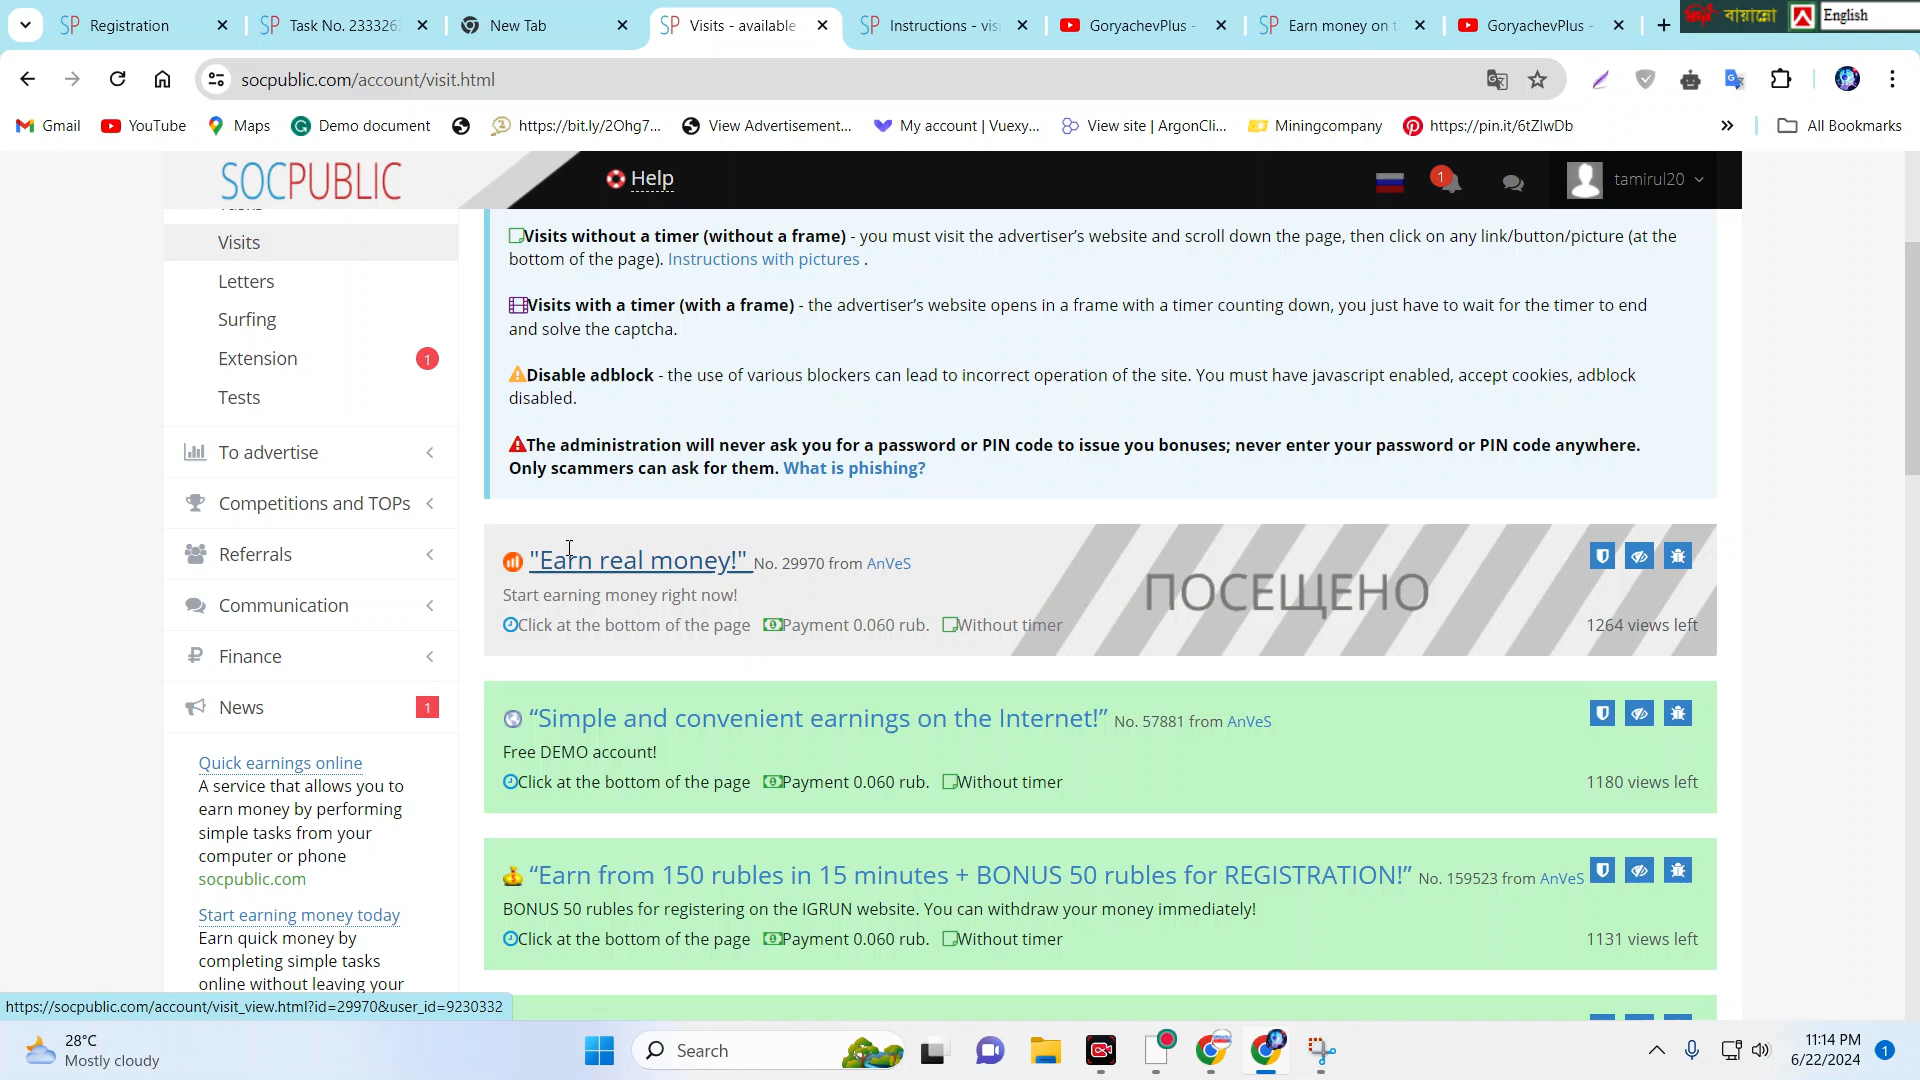 Registration
Task No. 233326
New Tab
Visits - available
Instructions - vis
GoryachevPlus -
Earn money on t
GoryachevPlus -
বায়ান্নো
English
socpublic.com/account/visit.html
Gmail
YouTube
Maps
Demo document
https://bit.ly/2Ohg7...
View Advertisement...
My account | Vuexy...
View site | ArgonCli...
Miningcompany
https://pin.it/6tZlwDb
All Bookmarks
SOCPUBLIC
Help
1
tamirul20
Visits
Letters
Surfing
Extension 1
Tests
To advertise
Competitions and TOPs
Referrals
Communication
Finance
News 1
Quick earnings online
A service that allows you to
earn money by performing
simple tasks from your
computer or phone
socpublic.com
Start earning money today
Earn quick money by
completing simple tasks
online without leaving your
Visits without a timer (without a frame) - you must visit the advertiser's website and scroll down the page, then click on any link/button/picture (at the
bottom of the page). Instructions with pictures .
Visits with a timer (with a frame) - the advertiser's website opens in a frame with a timer counting down, you just have to wait for the timer to end
and solve the captcha.
Disable adblock - the use of various blockers can lead to incorrect operation of the site. You must have javascript enabled, accept cookies, adblock
disabled.
The administration will never ask you for a password or PIN code to issue you bonuses; never enter your password or PIN code anywhere.
Only scammers can ask for them. What is phishing?
"Earn real money!" No. 29970 from AnVeS
Start earning money right now!
ПОСЕЩЕНО
Click at the bottom of the page Payment 0.060 rub. Without timer
1264 views left
“Simple and convenient earnings on the Internet!” No. 57881 from AnVeS
Free DEMO account!
Click at the bottom of the page Payment 0.060 rub. Without timer
1180 views left
“Earn from 150 rubles in 15 minutes + BONUS 50 rubles for REGISTRATION!” No. 159523 from AnVeS
BONUS 50 rubles for registering on the IGRUN website. You can withdraw your money immediately!
Click at the bottom of the page Payment 0.060 rub. Without timer
1131 views left
https://socpublic.com/account/visit_view.html?id=29970&user_id=9230332
28°C
Mostly cloudy
Search
11:14 PM
6/22/2024
1